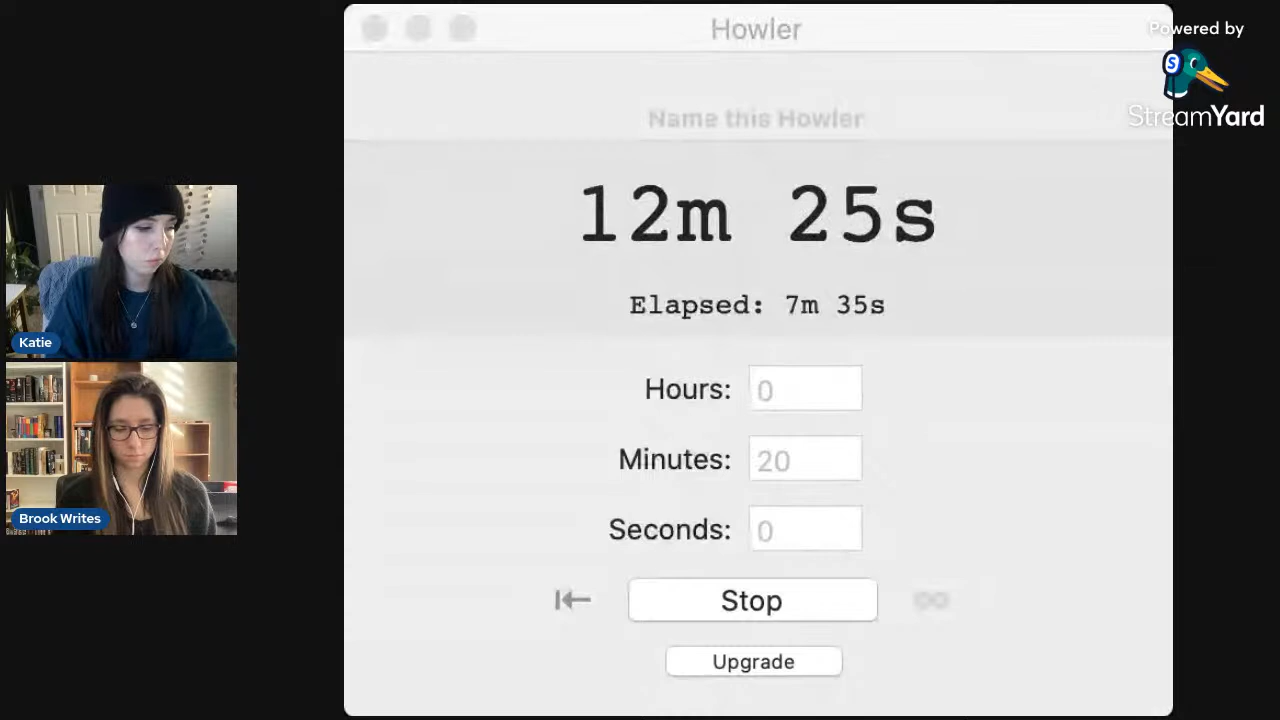 Howler
Powered by
S
StreamYard
Name this Howler
12m 25s
Elapsed: 7m 35s
Katie
Brook Writes
Hours: 0
Minutes: 20
Seconds: 0
Stop
Upgrade